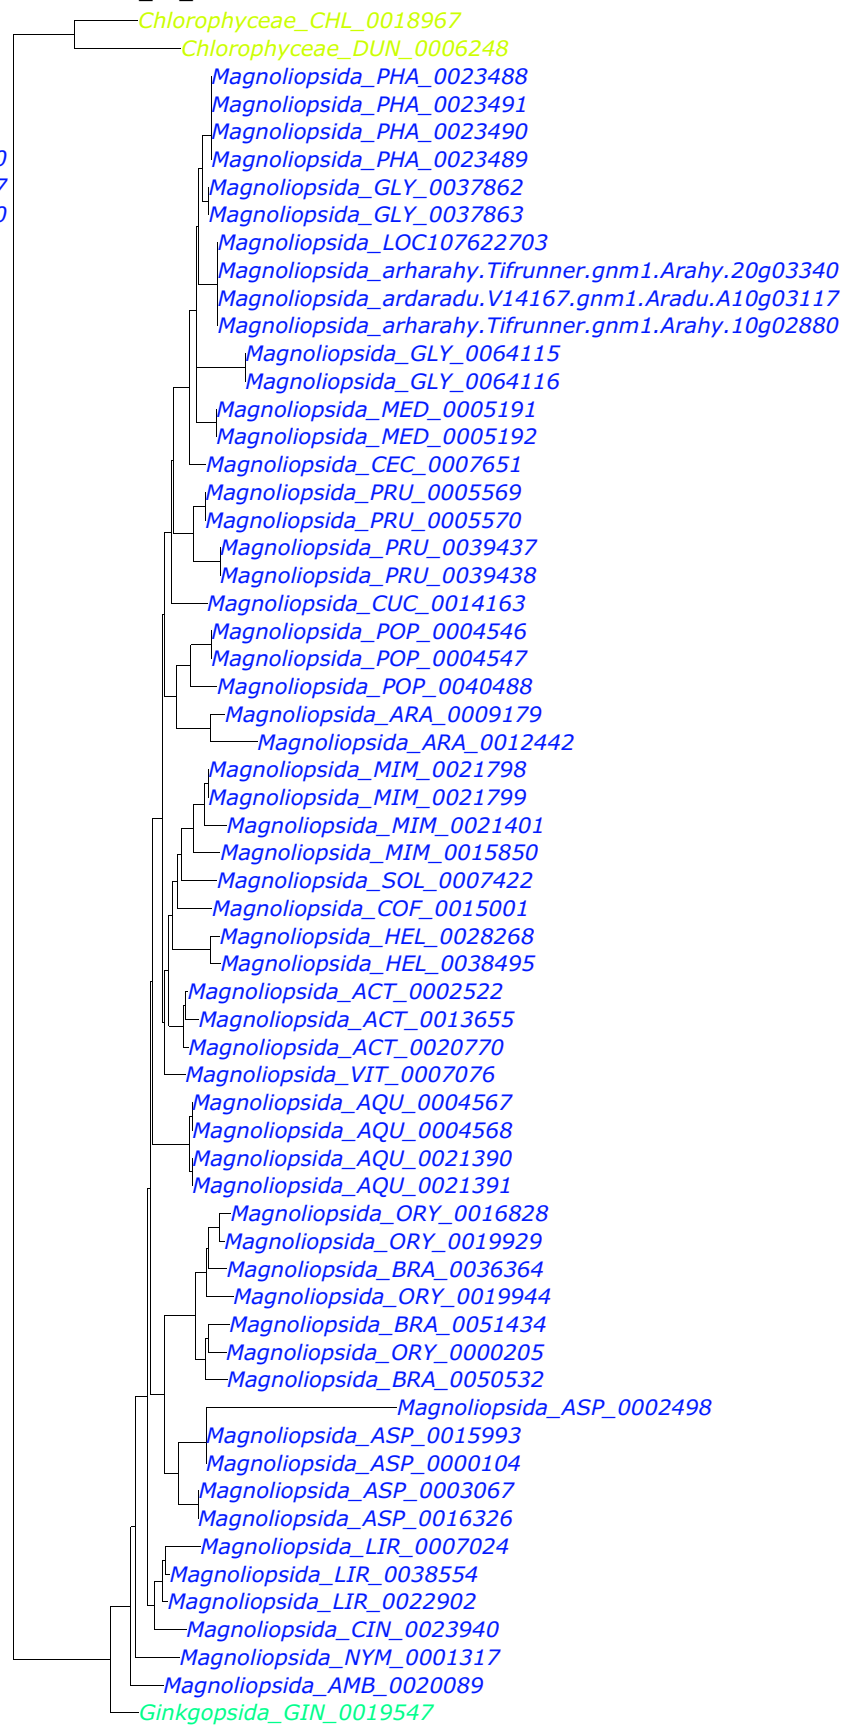 Chlorophyceae_CHL_0018967
Chlorophyceae_DUN_0006248
Magnoliopsida_PHA_0023488
Magnoliopsida_PHA_0023491
Magnoliopsida_PHA_0023490
Magnoliopsida_PHA_0023489
Magnoliopsida_GLY_0037862
Magnoliopsida_GLY_0037863
Magnoliopsida_LOC107622703
Magnoliopsida_arharahy.Tifrunner.gnm1.Arahy.20g03340
Magnoliopsida_ardaradu.V14167.gnm1.Aradu.A10g03117
Magnoliopsida_arharahy.Tifrunner.gnm1.Arahy.10g02880
Magnoliopsida_GLY_0064115
Magnoliopsida_GLY_0064116
Magnoliopsida_MED_0005191
Magnoliopsida_MED_0005192
Magnoliopsida_CEC_0007651
Magnoliopsida_PRU_0005569
Magnoliopsida_PRU_0005570
Magnoliopsida_PRU_0039437
Magnoliopsida_PRU_0039438
Magnoliopsida_CUC_0014163
Magnoliopsida_POP_0004546
Magnoliopsida_POP_0004547
Magnoliopsida_POP_0040488
Magnoliopsida_ARA_0009179
Magnoliopsida_ARA_0012442
Magnoliopsida_MIM_0021798
Magnoliopsida_MIM_0021799
Magnoliopsida_MIM_0021401
Magnoliopsida_MIM_0015850
Magnoliopsida_SOL_0007422
Magnoliopsida_COF_0015001
Magnoliopsida_HEL_0028268
Magnoliopsida_HEL_0038495
Magnoliopsida_ACT_0002522
Magnoliopsida_ACT_0013655
Magnoliopsida_ACT_0020770
Magnoliopsida_VIT_0007076
Magnoliopsida_AQU_0004567
Magnoliopsida_AQU_0004568
Magnoliopsida_AQU_0021390
Magnoliopsida_AQU_0021391
Magnoliopsida_ORY_0016828
Magnoliopsida_ORY_0019929
Magnoliopsida_BRA_0036364
Magnoliopsida_ORY_0019944
Magnoliopsida_BRA_0051434
Magnoliopsida_ORY_0000205
Magnoliopsida_BRA_0050532
Magnoliopsida_ASP_0002498
Magnoliopsida_ASP_0015993
Magnoliopsida_ASP_0000104
Magnoliopsida_ASP_0003067
Magnoliopsida_ASP_0016326
Magnoliopsida_LIR_0007024
Magnoliopsida_LIR_0038554
Magnoliopsida_LIR_0022902
Magnoliopsida_CIN_0023940
Magnoliopsida_NYM_0001317
Magnoliopsida_AMB_0020089
Ginkgopsida_GIN_0019547